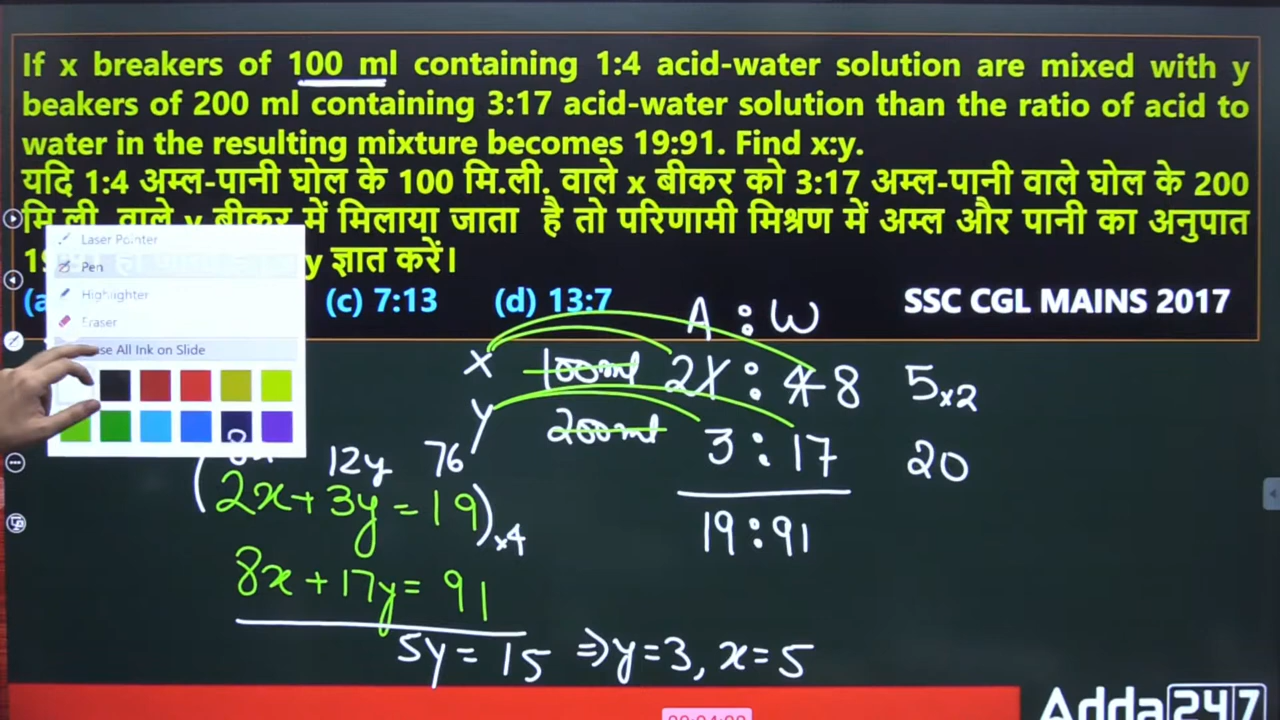 If x breakers of 100 ml containing 1:4 acid-water solution are mixed with y
beakers of 200 ml containing 3:17 acid-water solution than the ratio of acid to
water in the resulting mixture becomes 19:91. Find x:y.
यदि 1:4 अम्ल-पानी घोल के 100 मि.ली. वाले x बीकर को 3:17 अम्ल-पानी वाले घोल के 200
मि.ली. वाले y बीकर में मिलाया जाता है तो परिणामी मिश्रण में अम्ल और पानी का अनुपात
y ज्ञात करें।
Laser Pointer
Pen
Highlighter
Eraser
All Ink on Slide
(a (c) 7:13 (d) 13:7 SSC CGL MAINS 2017
A : W
x 100ml 2 1 : 4 8 5x2
y 200ml 3 : 17 20
19 : 91
12y 76
(2x + 3y = 19)x4
8x + 17y = 91
5y = 15 ⇒ y = 3, x = 5
Adda 247